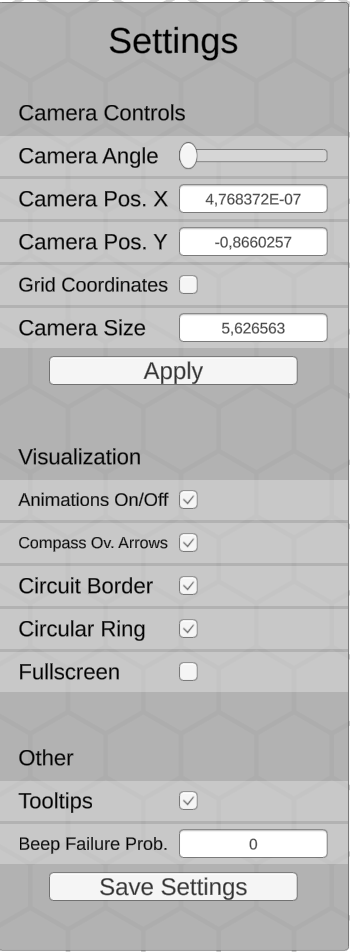 Settings
Camera Controls
Camera Angle
Camera Pos. X 4,768372E-07
Camera Pos. Y -0,8660257
Grid Coordinates
Camera Size 5,626563
Apply
Visualization
Animations On/Off
Compass Ov. Arrows
Circuit Border
Circular Ring
Fullscreen
Other
Tooltips
Beep Failure Prob. 0
Save Settings